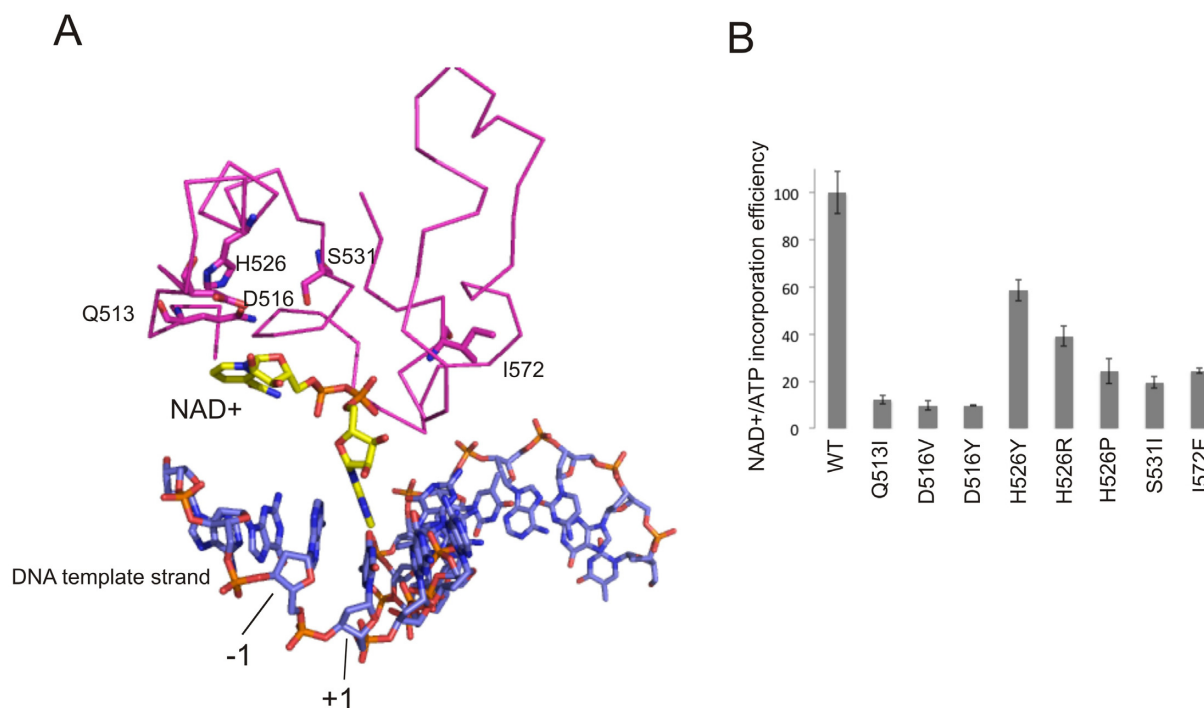 A
B
H526
S531
Q513
D516
I572
NAD+
DNA template strand
-1
+1
NAD+/ATP incorporation efficiency
100
80
60
40
20
0
WT
Q513I
D516V
D516Y
H526Y
H526R
H526P
S531I
I572F